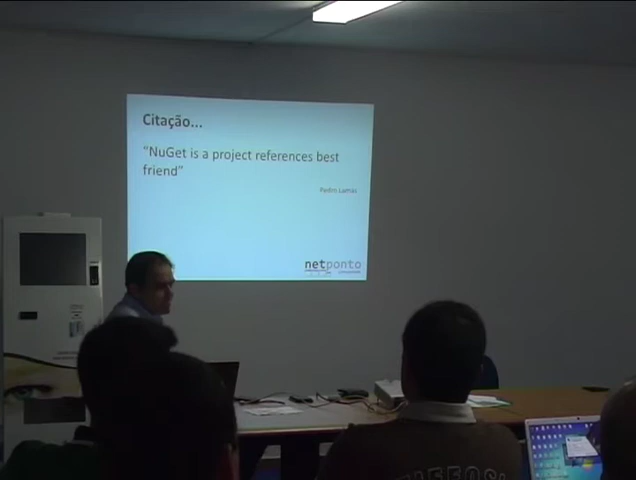 Citação...
“NuGet is a project references best
friend”
Pedro Lamas
netponto